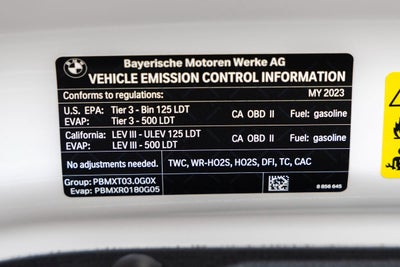 BMW
Bayerische Motoren Werke AG
VEHICLE EMISSION CONTROL INFORMATION
Conforms to regulations: MY 2023
U.S. EPA: Tier 3 - Bin 125 LDT CA OBD II Fuel: gasoline
EVAP: Tier 3 - 500 LDT
California: LEV III - ULEV 125 LDT CA OBD II Fuel: gasoline
EVAP: LEV III - 500 LDT
No adjustments needed. TWC, WR-HO2S, HO2S, DFI, TC, CAC
Group: PBMXT03.0G0X
Evap: PBMXR0180G05
8 858 645